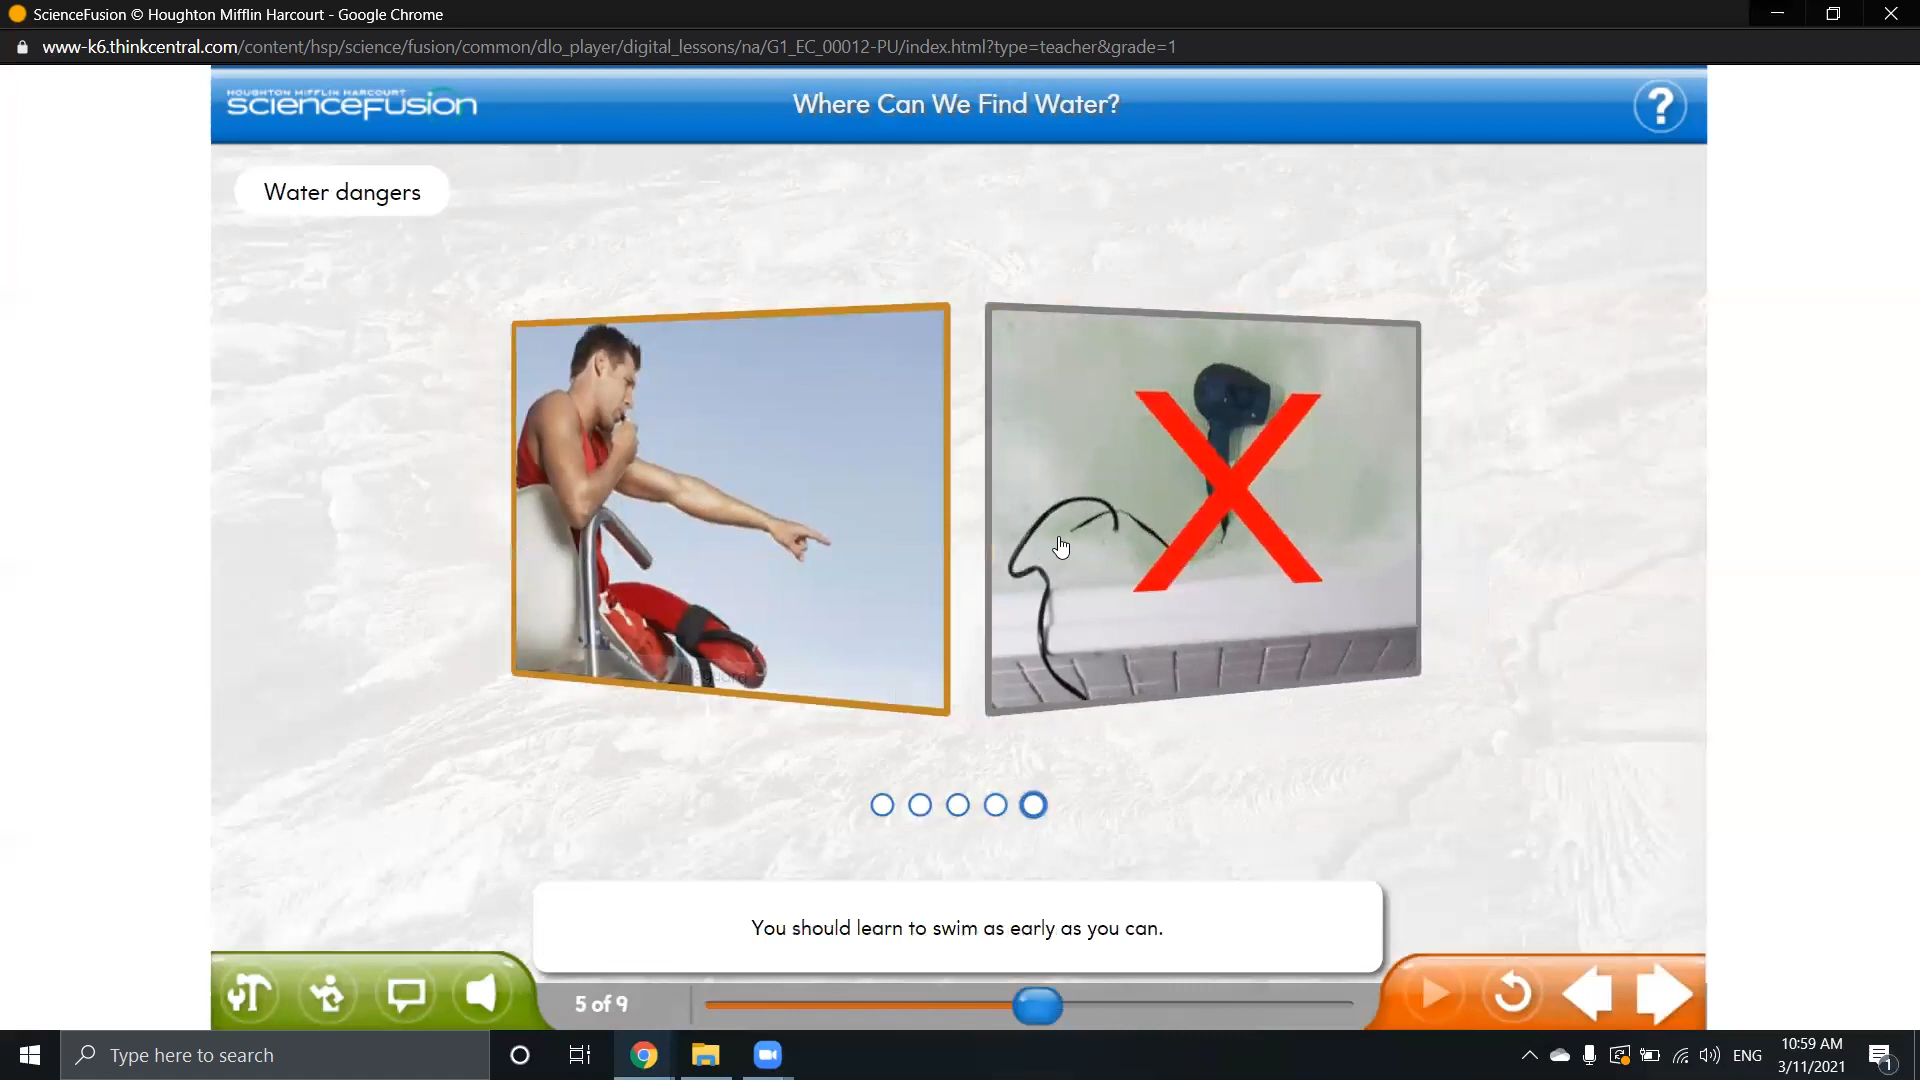 ScienceFusion © Houghton Mifflin Harcourt - Google Chrome
www-k6.thinkcentral.com/content/hsp/science/fusion/common/dlo_player/digital_lessons/na/G1_EC_00012-PU/index.html?type=teacher&grade=1
HOUGHTON MIFFLIN HARCOURT
scienceFusion
Where Can We Find Water?
?
Water dangers
You should learn to swim as early as you can.
5 of 9
Type here to search
ENG
10:59 AM
3/11/2021
1